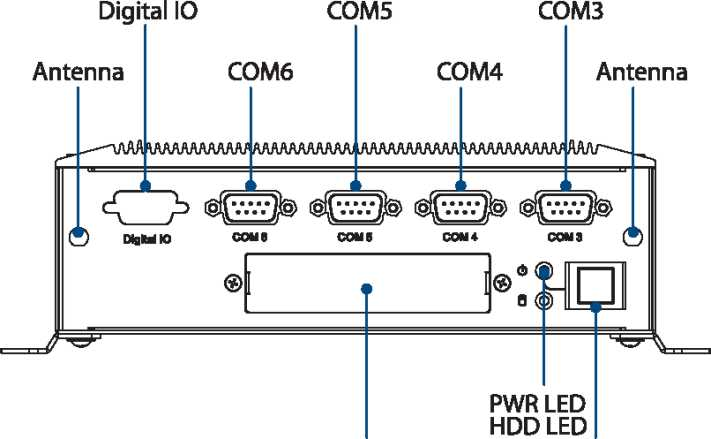 Digital IO
COM5
COM3
Antenna
COM6
COM4
Antenna
Digital IO
COM 6
COM 5
COM 4
COM 3
PWR LED
HDD LED